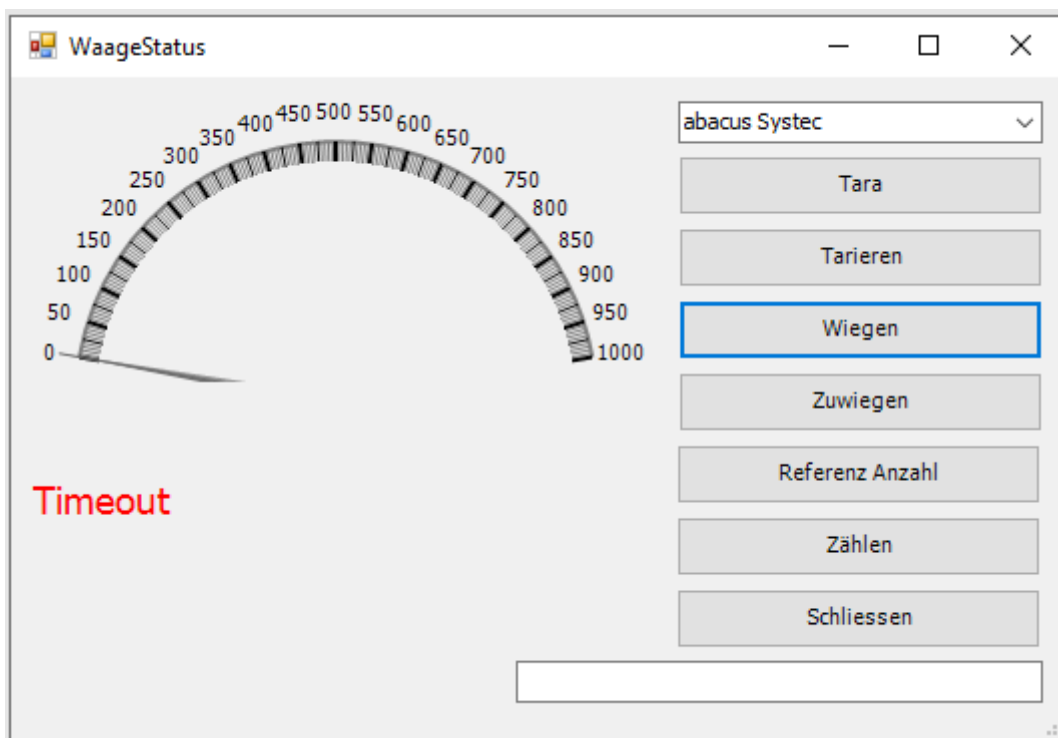 WaageStatus
0
50
100
150
200
250
300
350
400
450
500
550
600
650
700
750
800
850
900
950
1000
Timeout
abacus Systec
Tara
Tarieren
Wiegen
Zuwiegen
Referenz Anzahl
Zählen
Schliessen